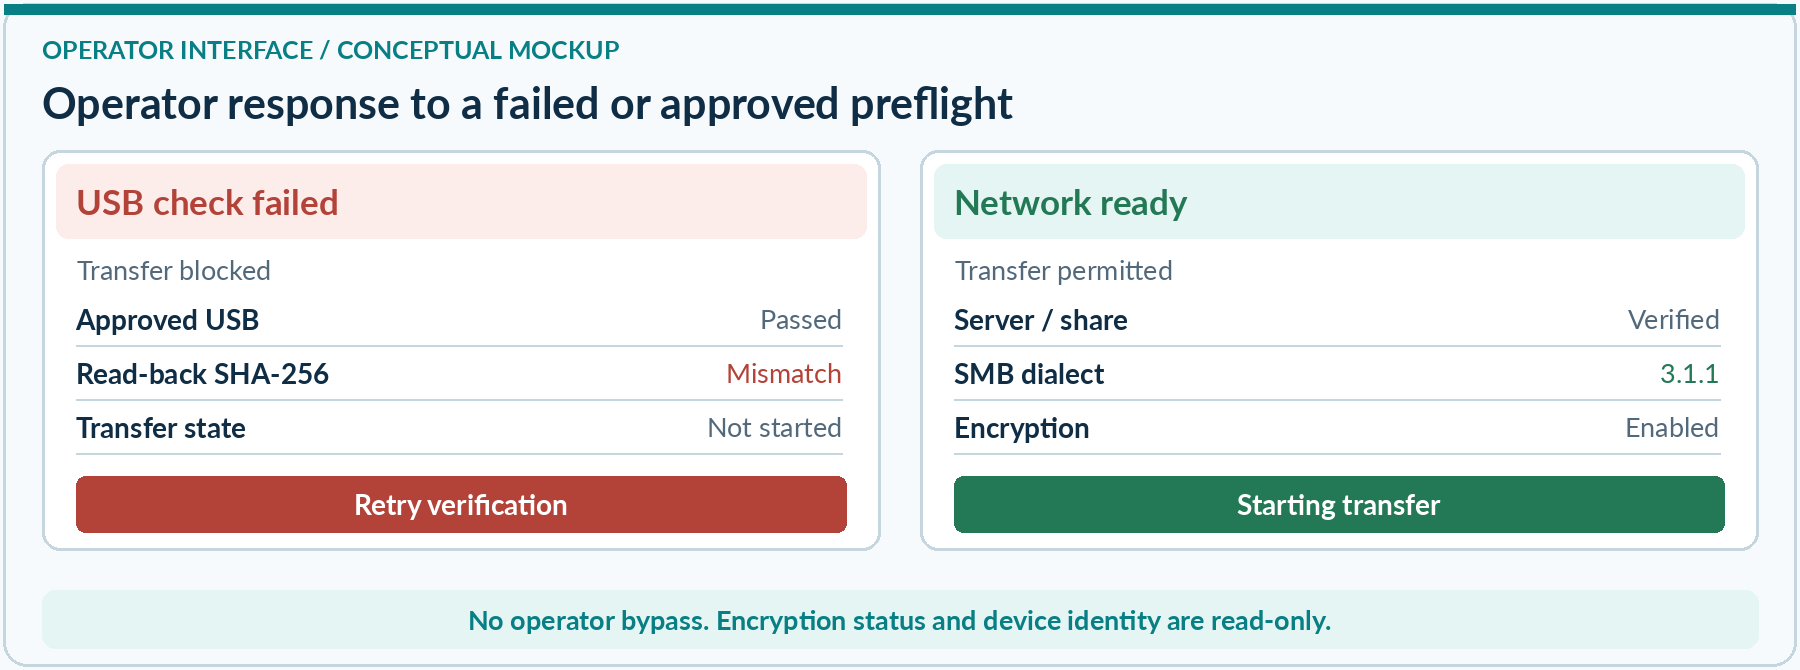 OPERATOR INTERFACE / CONCEPTUAL MOCKUP
Operator response to a failed or approved preflight
USB check failed
Transfer blocked
Approved USB Passed
Read-back SHA-256 Mismatch
Transfer state Not started
Retry verification
Network ready
Transfer permitted
Server / share Verified
SMB dialect 3.1.1
Encryption Enabled
Starting transfer
No operator bypass. Encryption status and device identity are read-only.